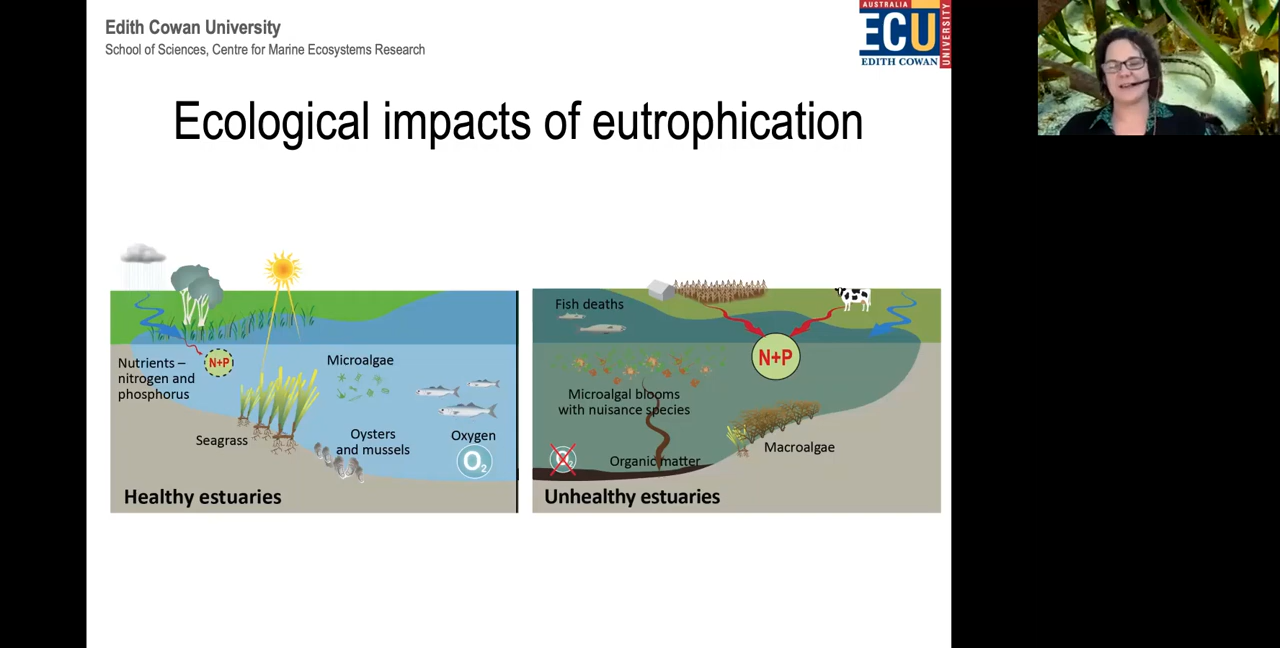 Edith Cowan University
School of Sciences, Centre for Marine Ecosystems Research
AUSTRALIA
ECU
EDITH COWAN
UNIVERSITY
Ecological impacts of eutrophication
Nutrients –
nitrogen and
phosphorus
N+P
Microalgae
Seagrass
Oysters
and mussels
Oxygen
O2
Healthy estuaries
Fish deaths
N+P
Microalgal blooms
with nuisance species
O2
Organic matter
Macroalgae
Unhealthy estuaries